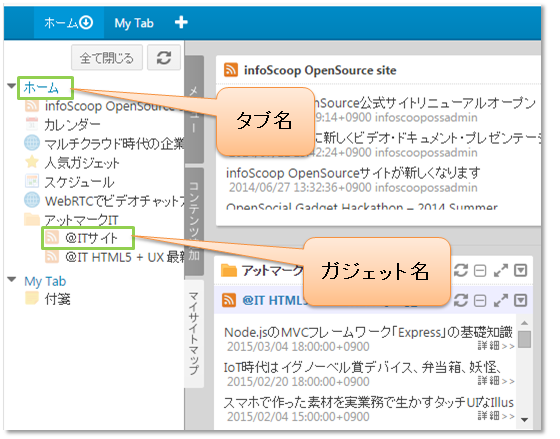 ホーム
My Tab
全て閉じる
ホーム
infoScoop OpenSource
カレンダー
マルチクラウド時代の企業
人気ガジェット
スケジュール
WebRTCでビデオチャット
アットマークIT
@ITサイト
@IT HTML5 + UX 最新
My Tab
付箋
コンテンツ
加
マイサイトマップ
タブ名
ガジェット名
infoScoop OpenSource site
Source公式サイトリニューアルオープン
9:14+0900 infoscoopossadmin
に新しくビデオ・ドキュメント・プレゼンテー
42:24+0900 infoscoopossadmin
infoScoop OpenSourceサイトが新しくなります
2014/06/27 13:32:36+0900 infoscoopossadmin
OpenSocial Gadget Hackathon – 2014 Summer
アットマーク
@IT HTML5
Node.jsのMVCフレームワーク「Express」の基礎知識
2015/03/04 18:00:00+0900 詳細>>
IoT時代はイグノーベル賞デバイス、弁当箱、妖怪、
2015/02/20 18:00:00+0900 詳細>>
スマホで作った素材を実業務で生かすタッチUIなIllus
2015/02/04 15:00:00+0900 詳細>>